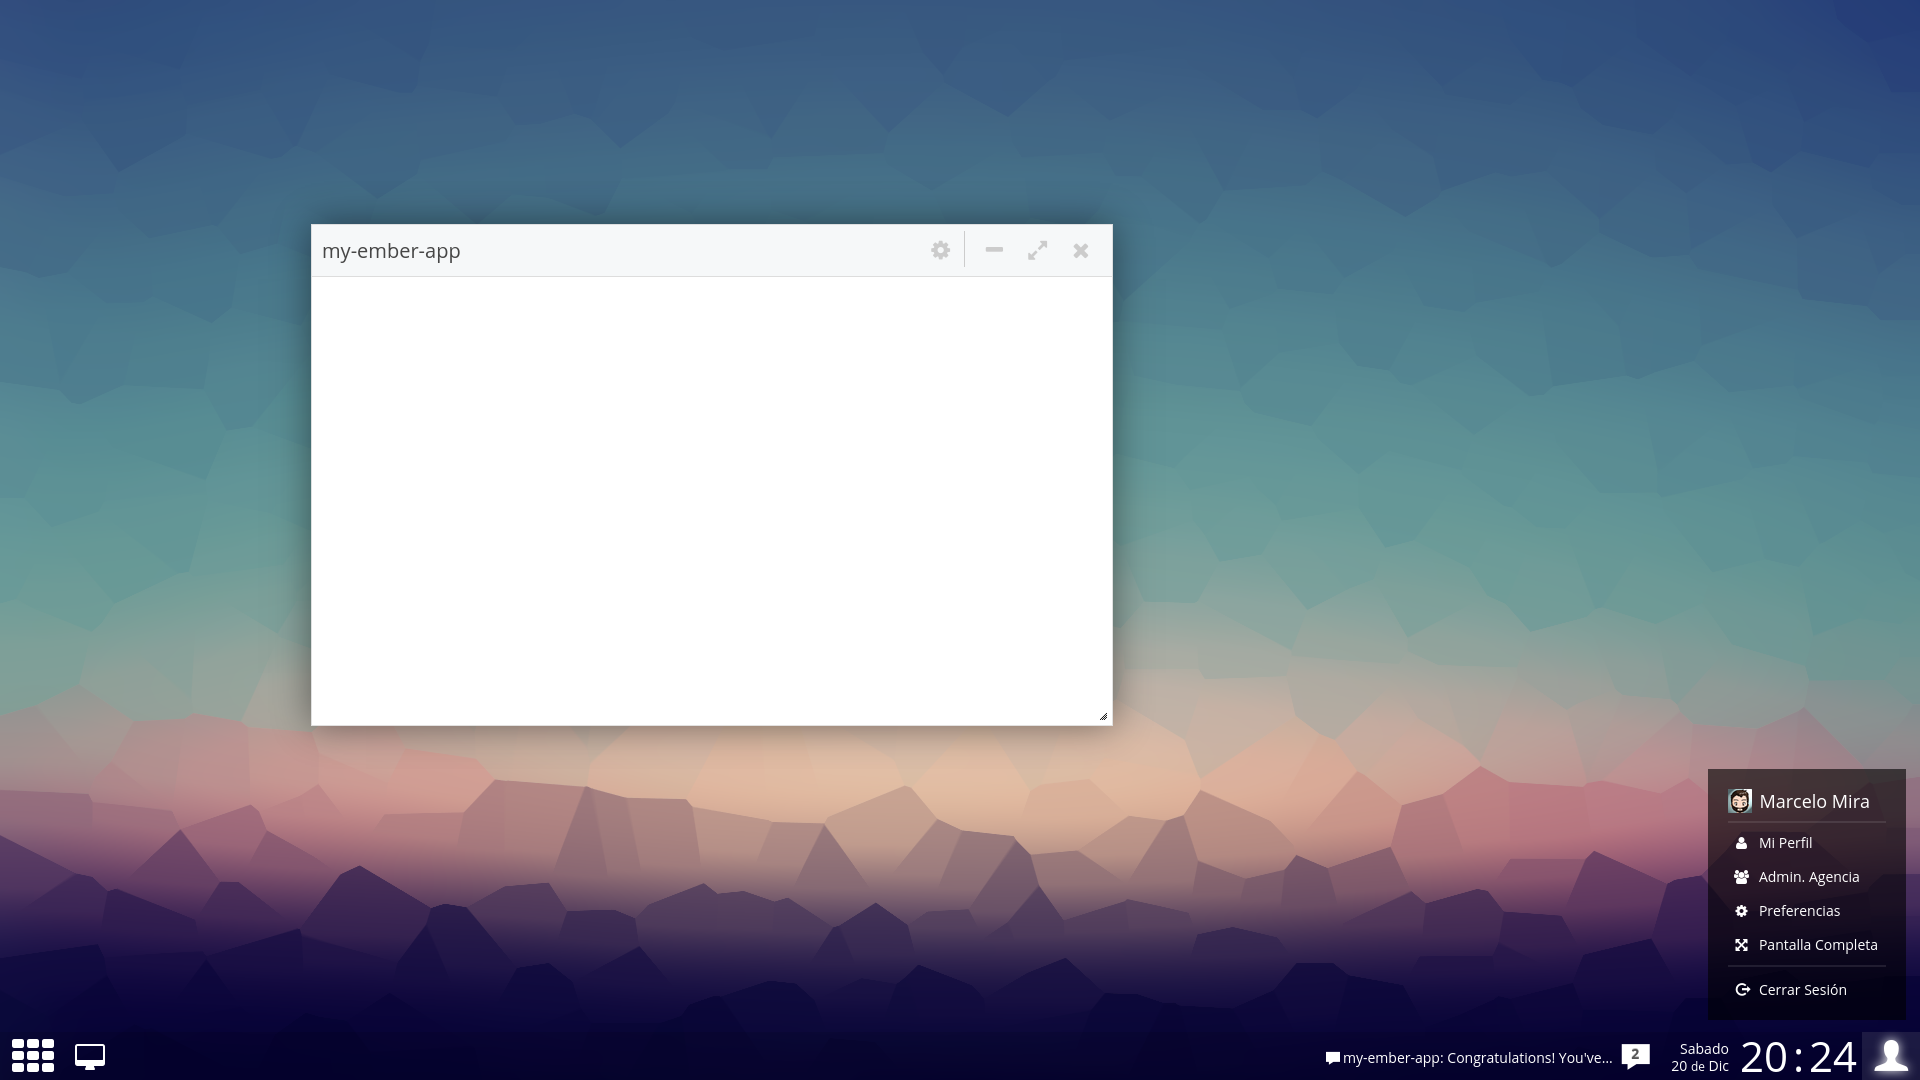 my-ember-app
Marcelo Mira
Mi Perfil
Admin. Agencia
Preferencias
Pantalla Completa
Cerrar Sesión
my-ember-app: Congratulations! You've...
2
Sabado
20 de Dic
20:24